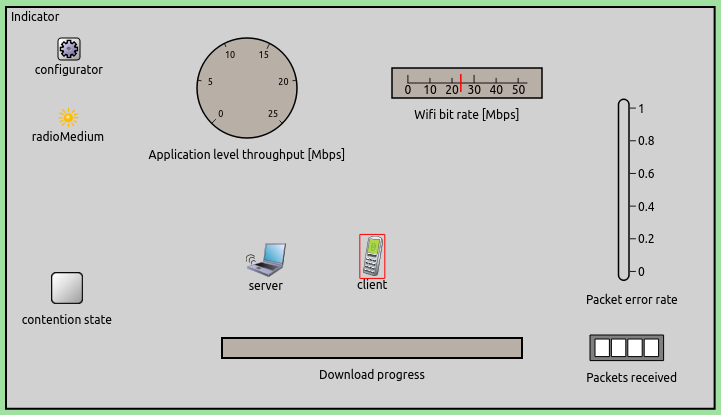 Indicator
configurator
radioMedium
0
5
10
15
20
25
Application level throughput [Mbps]
0 10 20 30 40 50
Wifi bit rate [Mbps]
1
0.8
0.6
0.4
0.2
0
Packet error rate
server
client
contention state
Download progress
Packets received